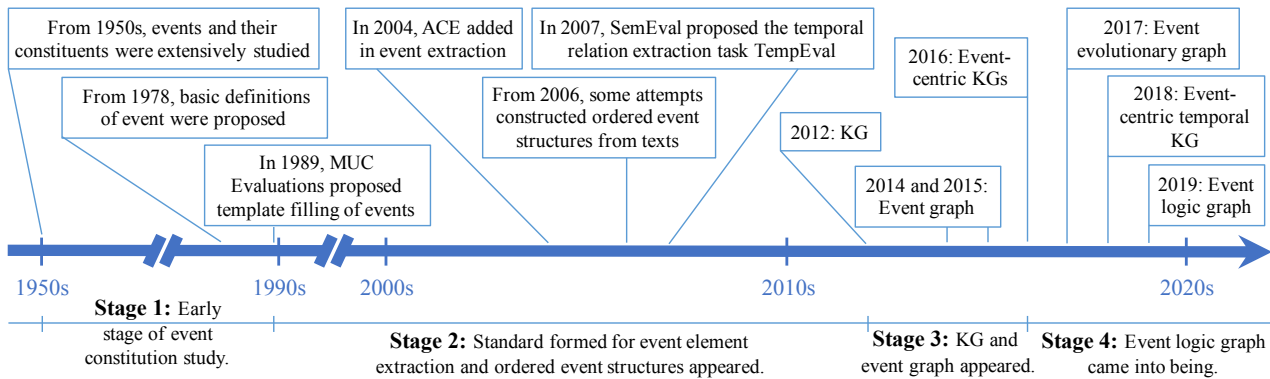 From 1950s, events and their
constituents were extensively studied
From 1978, basic definitions
of event were proposed
In 1989, MUC
Evaluations proposed
template filling of events
In 2004, ACE added
in event extraction
From 2006, some attempts
constructed ordered event
structures from texts
In 2007, SemEval proposed the temporal
relation extraction task TempEval
2012: KG
2014 and 2015:
Event graph
2016: Event-
centric KGs
2017: Event
evolutionary graph
2018: Event-
centric temporal
KG
2019: Event
logic graph
1950s
1990s
2000s
2010s
2020s
Stage 1: Early
stage of event
constitution study.
Stage 2: Standard formed for event element
extraction and ordered event structures appeared.
Stage 3: KG and
event graph appeared.
Stage 4: Event logic graph
came into being.